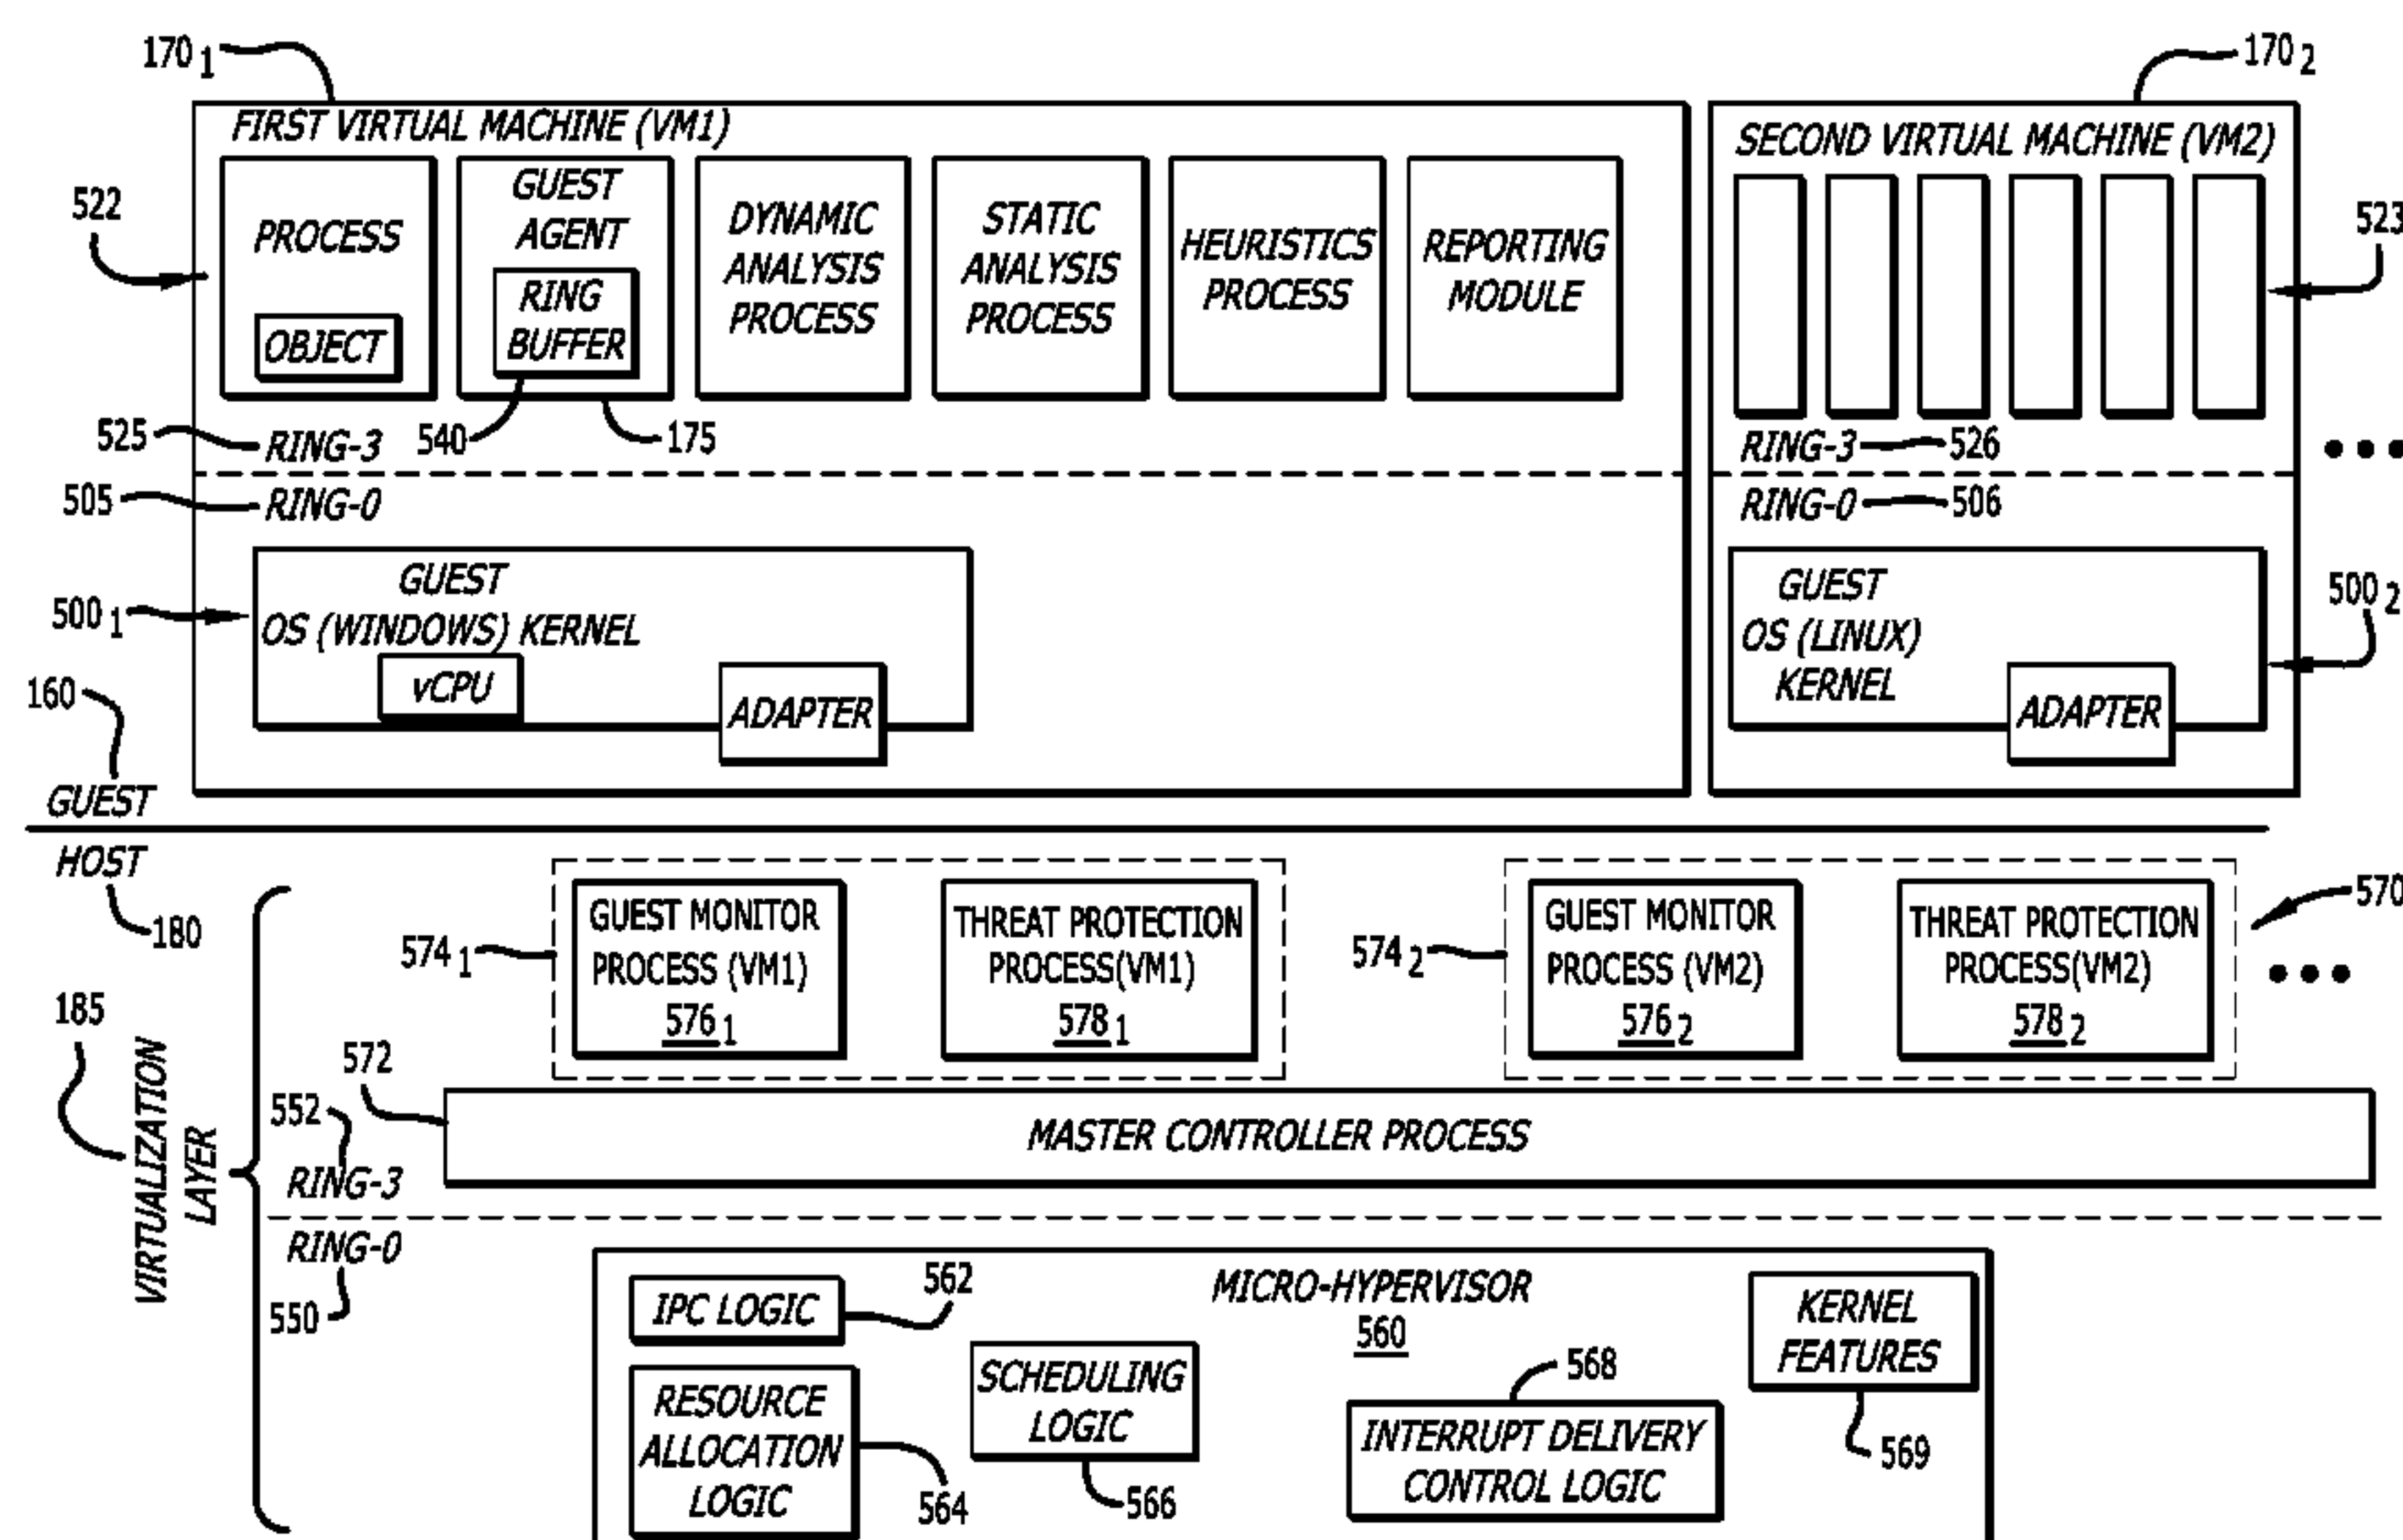 170 1
170 2
FIRST VIRTUAL MACHINE (VM1)
SECOND VIRTUAL MACHINE (VM2)
522
PROCESS
OBJECT
GUEST
AGENT
RING
BUFFER
DYNAMIC
ANALYSIS
PROCESS
STATIC
ANALYSIS
PROCESS
HEURISTICS
PROCESS
REPORTING
MODULE
523
525
RING-3
540
175
RING-3
526
505
RING-0
RING-0
506
500 1
GUEST
OS (WINDOWS) KERNEL
vCPU
ADAPTER
GUEST
OS (LINUX)
KERNEL
ADAPTER
500 2
160
GUEST
HOST
180
574 1
GUEST MONITOR
PROCESS (VM1)
576 1
THREAT PROTECTION
PROCESS(VM1)
578 1
574 2
GUEST MONITOR
PROCESS (VM2)
576 2
THREAT PROTECTION
PROCESS(VM2)
578 2
570
185
VIRTUALIZATION
LAYER
572
MASTER CONTROLLER PROCESS
552
RING-3
RING-0
550
MICRO-HYPERVISOR
560
IPC LOGIC
562
RESOURCE
ALLOCATION
LOGIC
564
SCHEDULING
LOGIC
566
568
INTERRUPT DELIVERY
CONTROL LOGIC
KERNEL
FEATURES
569